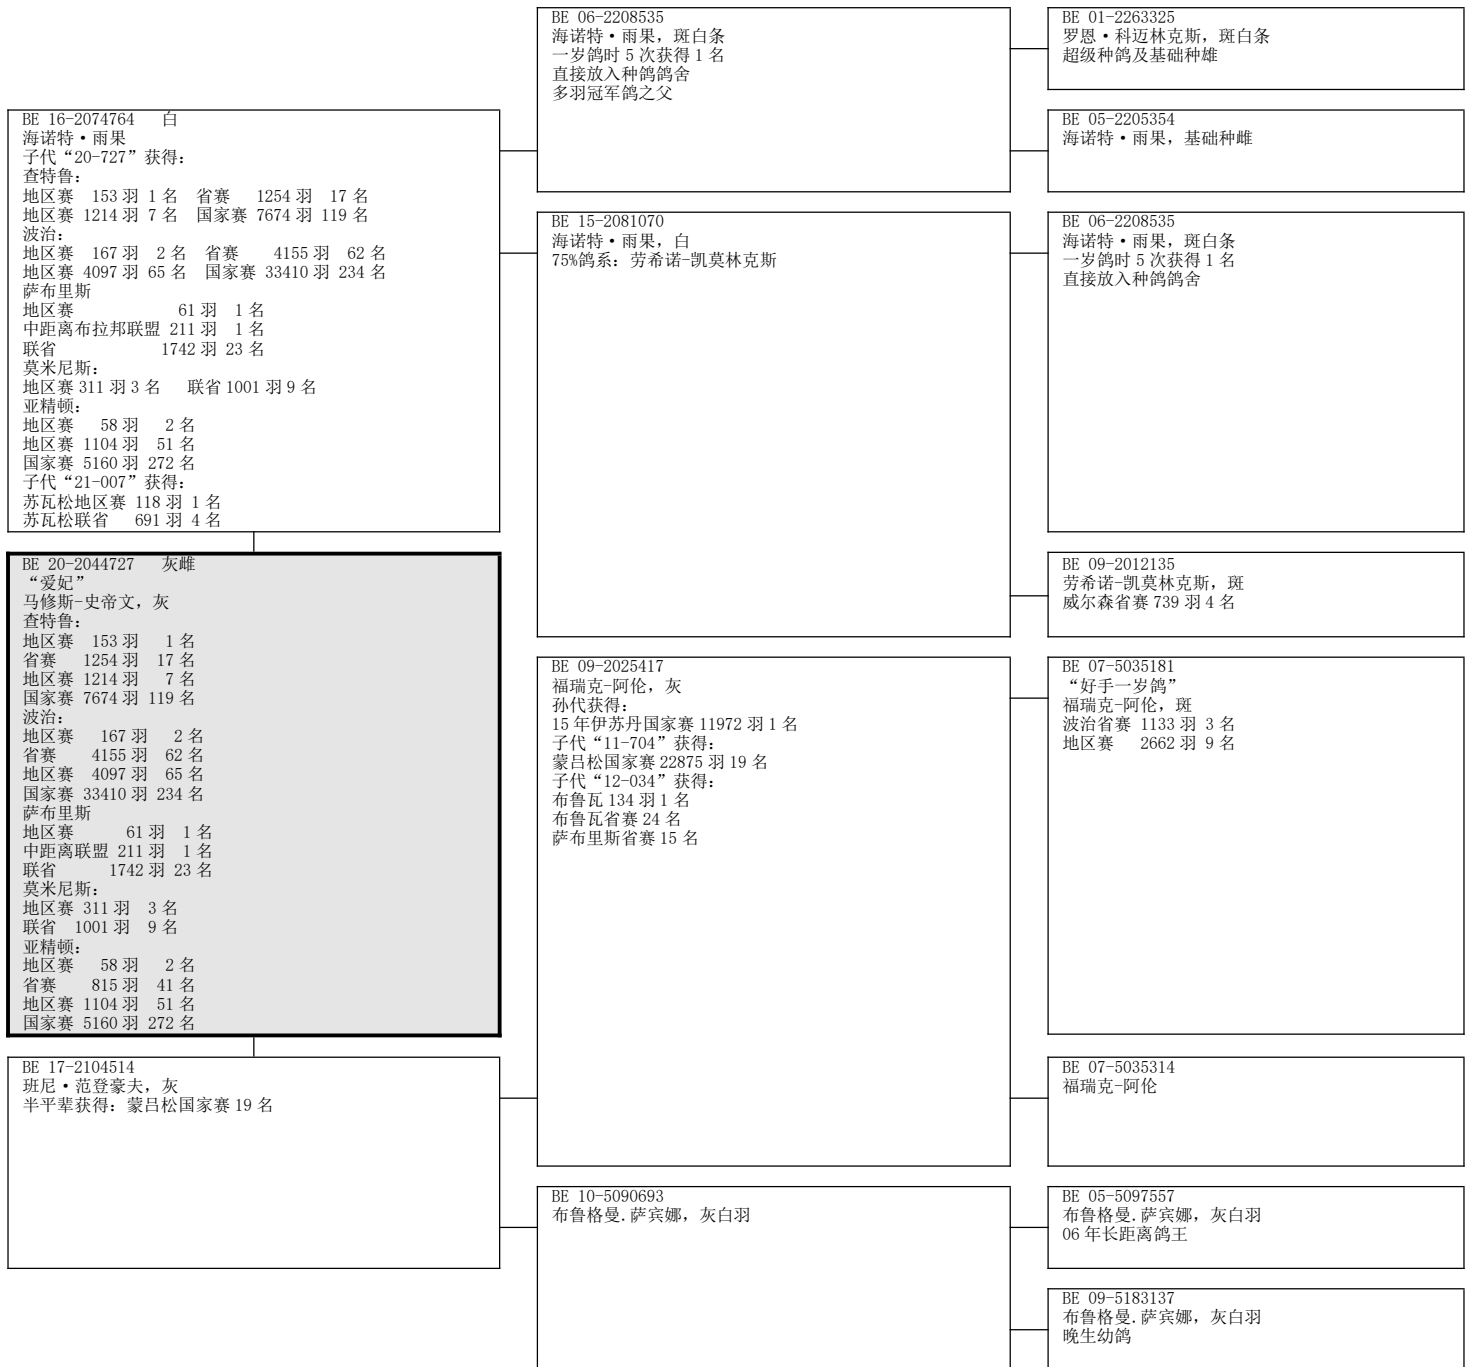 BE 16-2074764 白
海诺特·雨果
子代“20-727”获得：
查特鲁：
地区赛 153 羽 1 名 省赛 1254 羽 17 名
地区赛 1214 羽 7 名 国家赛 7674 羽 119 名
波治：
地区赛 167 羽 2 名 省赛 4155 羽 62 名
地区赛 4097 羽 65 名 国家赛 33410 羽 234 名
萨布里斯
地区赛 61 羽 1 名
中距离布拉邦联盟 211 羽 1 名
联省 1742 羽 23 名
莫米尼斯：
地区赛 311 羽 3 名 联省 1001 羽 9 名
亚精顿：
地区赛 58 羽 2 名
地区赛 1104 羽 51 名
国家赛 5160 羽 272 名
子代“21-007”获得：
苏瓦松地区赛 118 羽 1 名
苏瓦松联省 691 羽 4 名
BE 20-2044727 灰雌
“爱妃”
马修斯-史帝文，灰
查特鲁：
地区赛 153 羽 1 名
省赛 1254 羽 17 名
地区赛 1214 羽 7 名
国家赛 7674 羽 119 名
波治：
地区赛 167 羽 2 名
省赛 4155 羽 62 名
地区赛 4097 羽 65 名
国家赛 33410 羽 234 名
萨布里斯
地区赛 61 羽 1 名
中距离联盟 211 羽 1 名
联省 1742 羽 23 名
莫米尼斯：
地区赛 311 羽 3 名
联省 1001 羽 9 名
亚精顿：
地区赛 58 羽 2 名
省赛 815 羽 41 名
地区赛 1104 羽 51 名
国家赛 5160 羽 272 名
BE 17-2104514
班尼·范登豪夫，灰
半平辈获得：蒙吕松国家赛 19 名
BE 06-2208535
海诺特·雨果，斑白条
一岁鸽时 5 次获得 1 名
直接放入种鸽鸽舍
多羽冠军鸽之父
BE 15-2081070
海诺特·雨果，白
75%鸽系：劳希诺-凯莫林克斯
BE 09-2025417
福瑞克-阿伦，灰
孙代获得：
15 年伊苏丹国家赛 11972 羽 1 名
子代“11-704”获得：
蒙吕松国家赛 22875 羽 19 名
子代“12-034”获得：
布鲁瓦 134 羽 1 名
布鲁瓦省赛 24 名
萨布里斯省赛 15 名
BE 10-5090693
布鲁格曼.萨宾娜，灰白羽
BE 01-2263325
罗恩·科迈林克斯，斑白条
超级种鸽及基础种雄
BE 05-2205354
海诺特·雨果，基础种雌
BE 06-2208535
海诺特·雨果，斑白条
一岁鸽时 5 次获得 1 名
直接放入种鸽鸽舍
BE 09-2012135
劳希诺-凯莫林克斯，斑
威尔森省赛 739 羽 4 名
BE 07-5035181
“好手一岁鸽”
福瑞克-阿伦，斑
波治省赛 1133 羽 3 名
地区赛 2662 羽 9 名
BE 07-5035314
福瑞克-阿伦
BE 05-5097557
布鲁格曼.萨宾娜，灰白羽
06 年长距离鸽王
BE 09-5183137
布鲁格曼.萨宾娜，灰白羽
晚生幼鸽